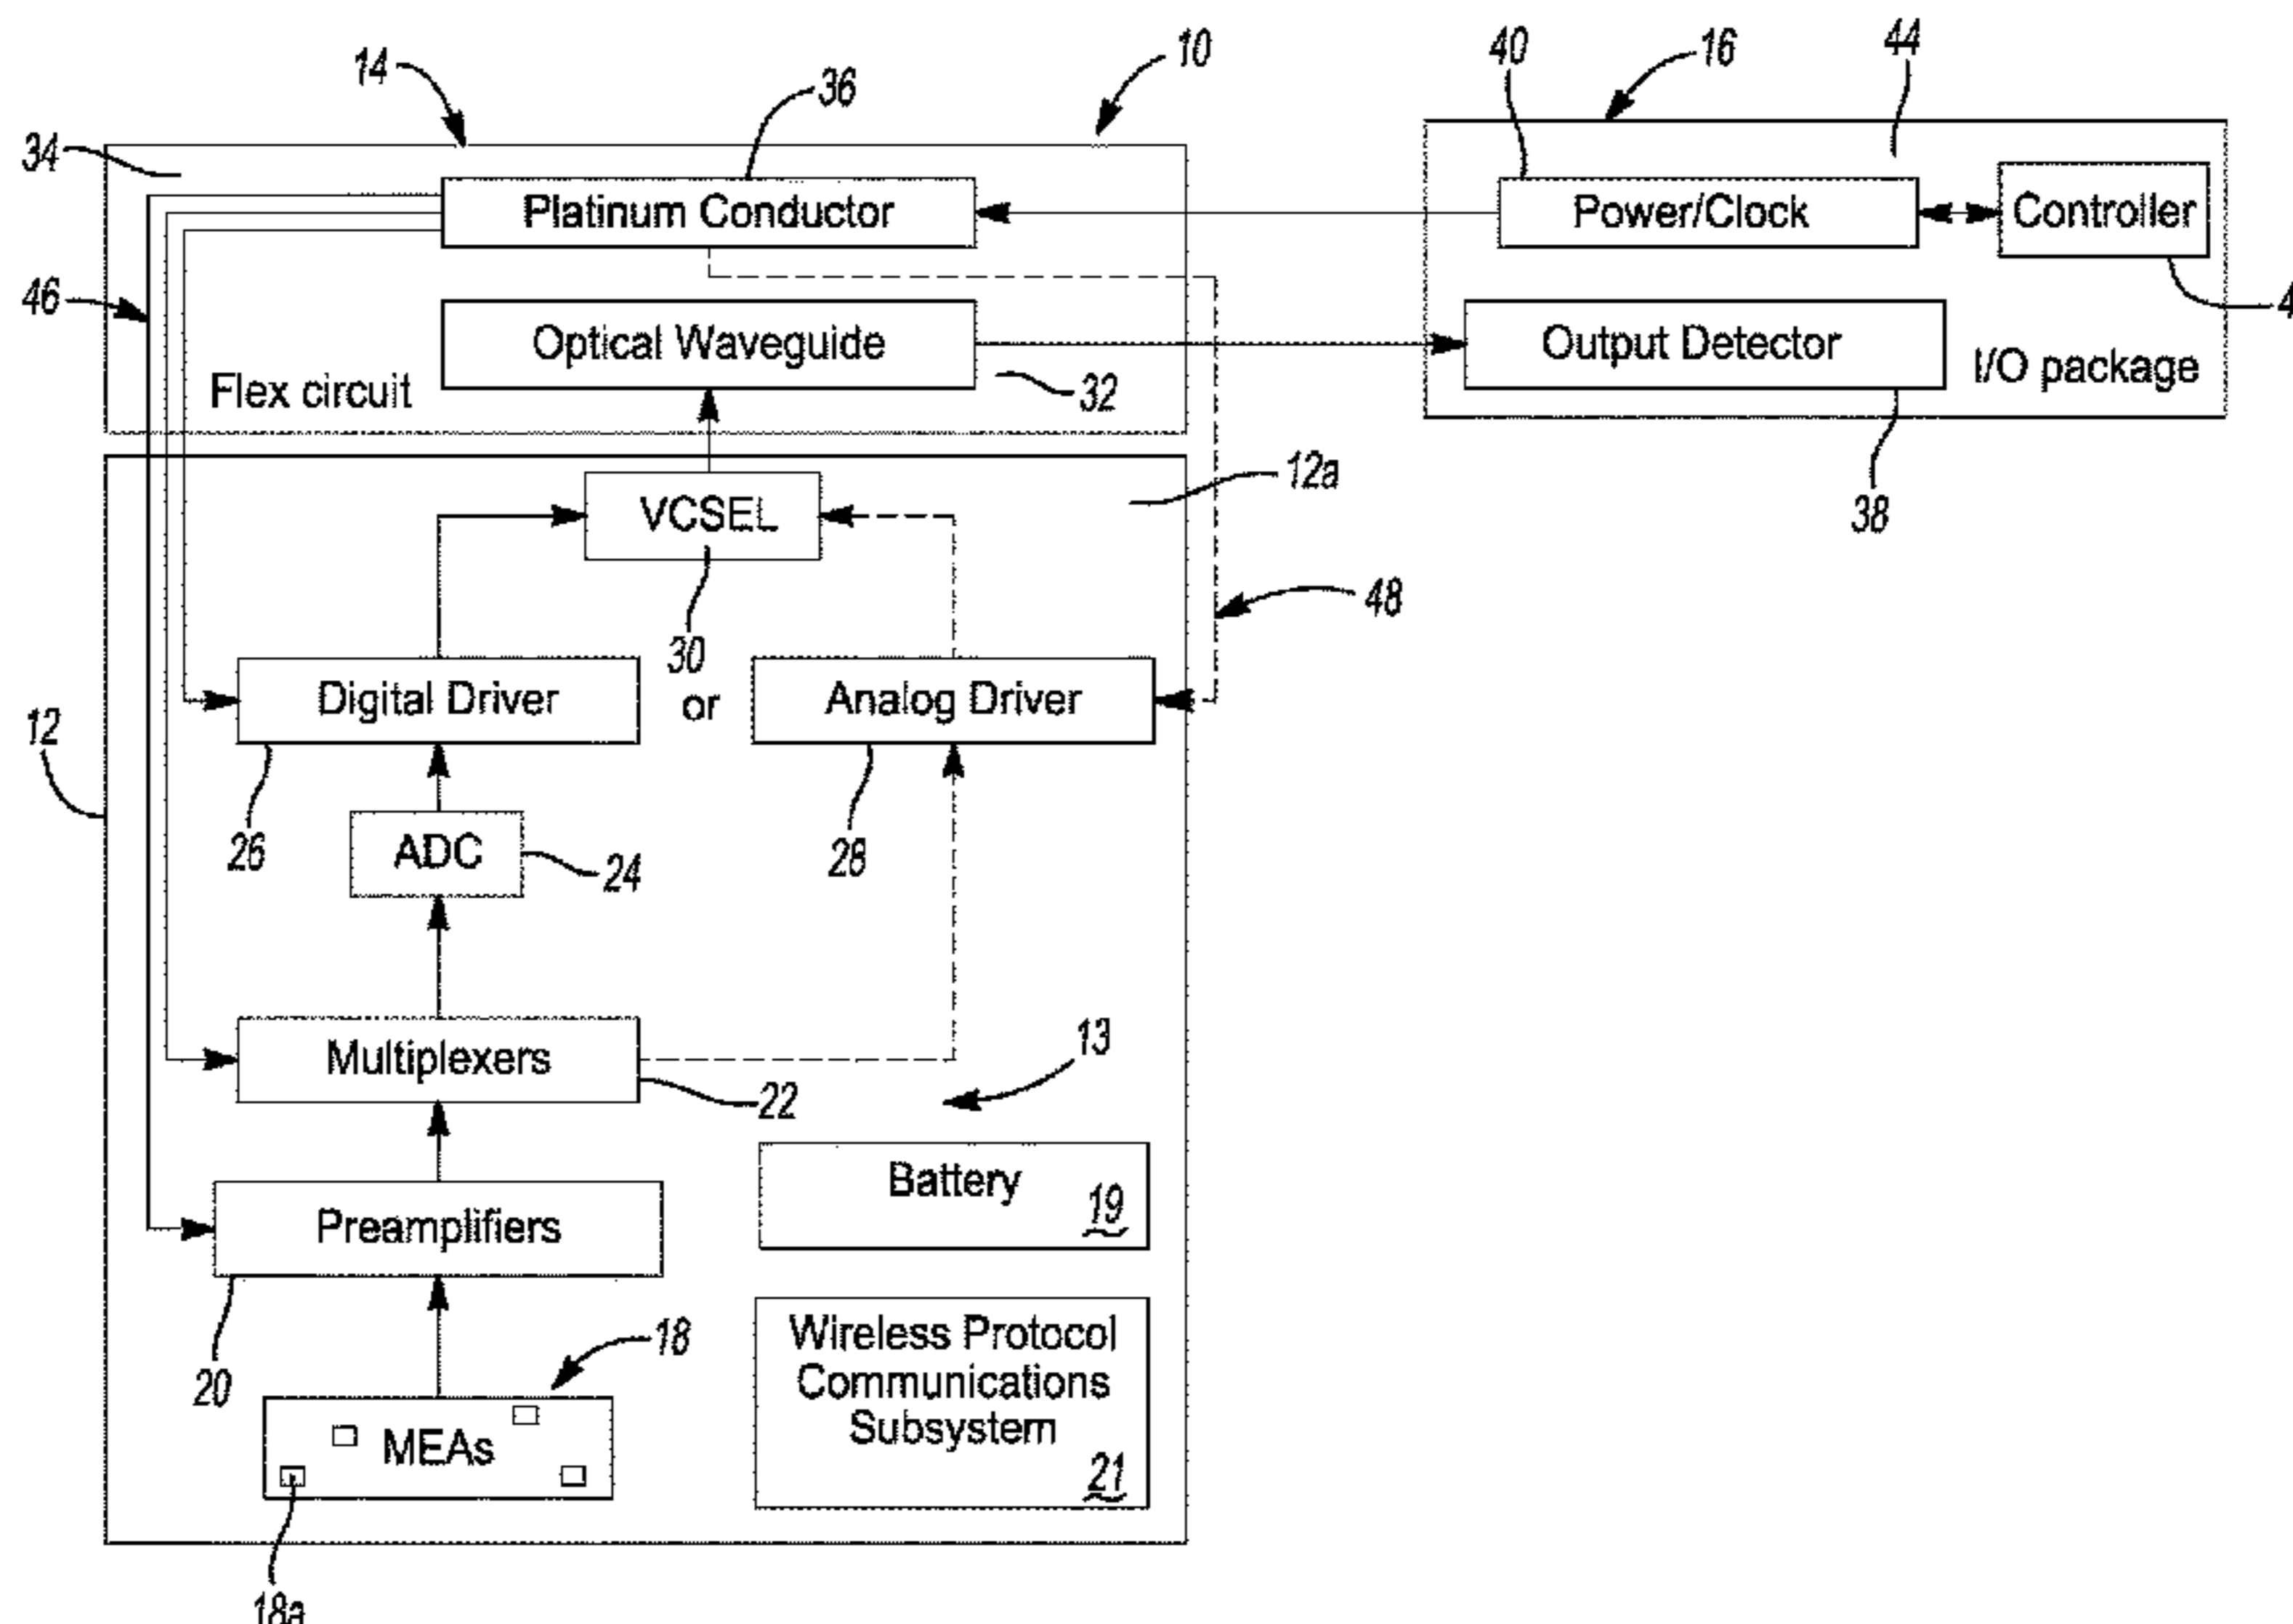 14
10
40
16
44
36
34
Platinum Conductor
Power/Clock
Controller
46
4
Optical Waveguide
Output Detector
I/O package
Flex circuit
32
12a
VCSEL
38
48
30
Digital Driver
or
Analog Driver
12
26
ADC
24
28
13
Multiplexers
22
Battery
19
Preamplifiers
18
Wireless Protocol
Communications
Subsystem
20
MEAs
21
18a